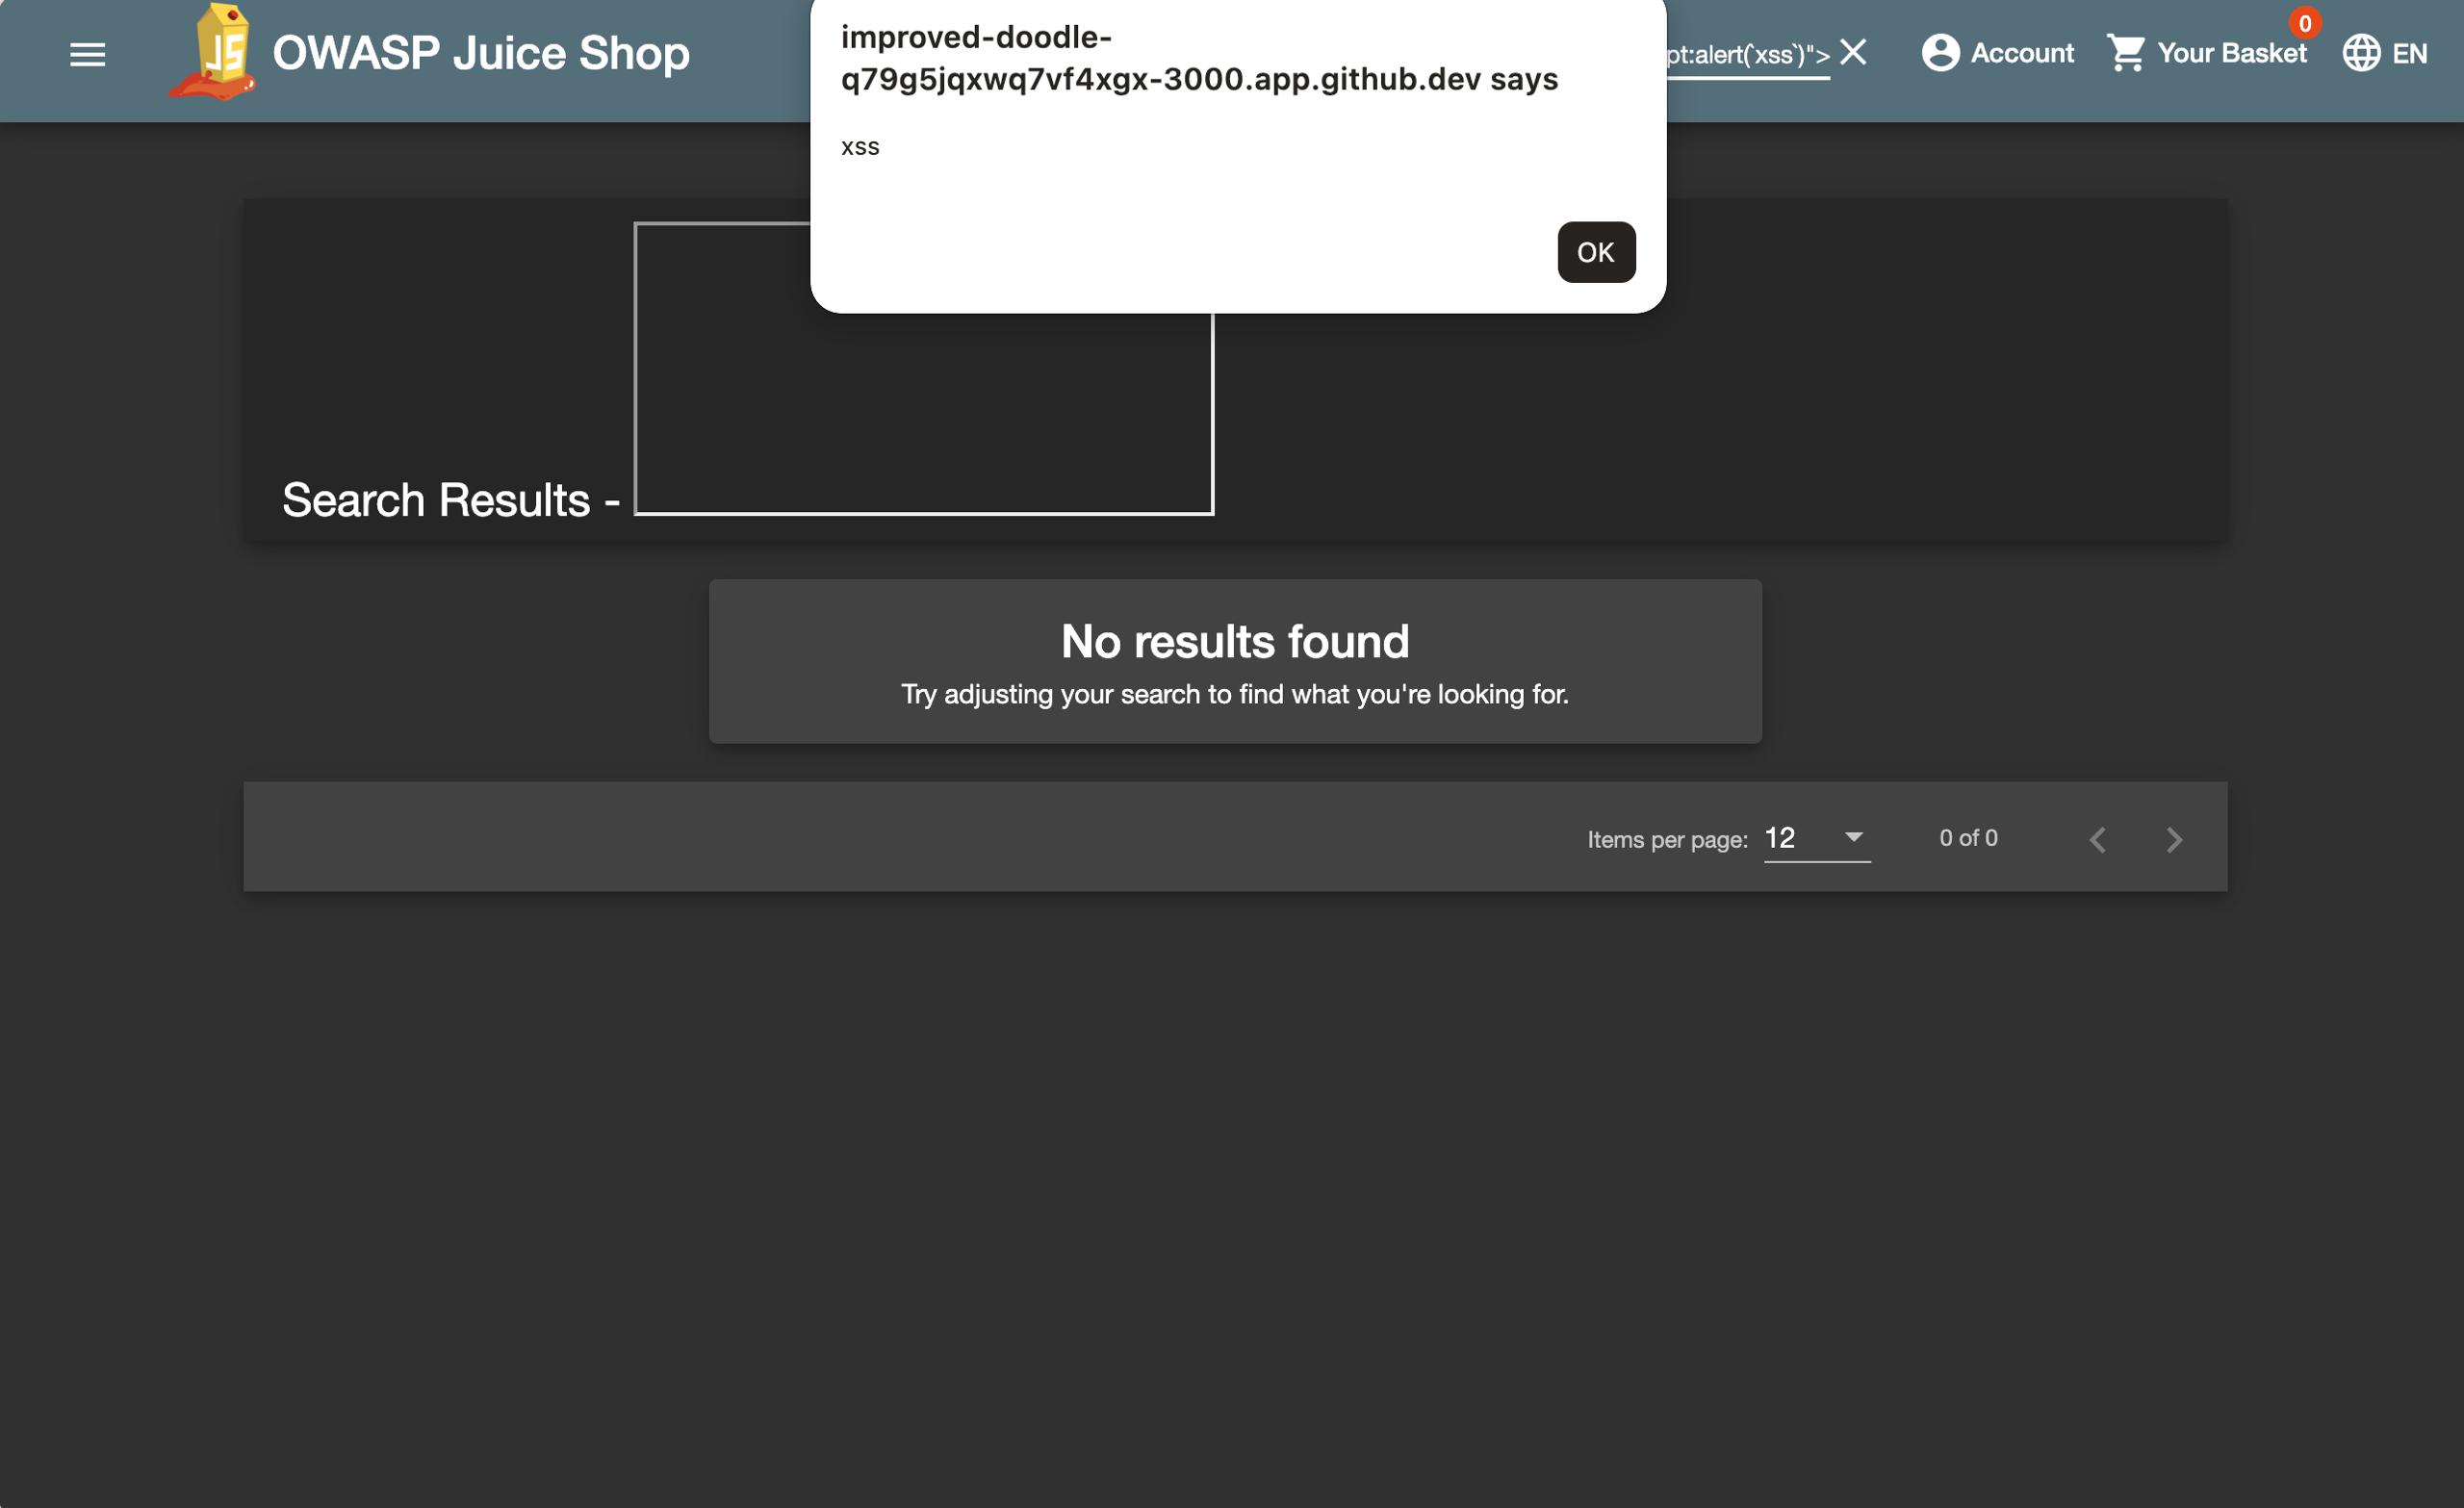 OWASP Juice Shop
improved-doodle-
q79g5jqxwq7vf4xgx-3000.app.github.dev says
xss
OK
pt:alert(`xss`)">
Account
Your Basket
0
EN
Search Results -
No results found
Try adjusting your search to find what you're looking for.
Items per page: 12
0 of 0